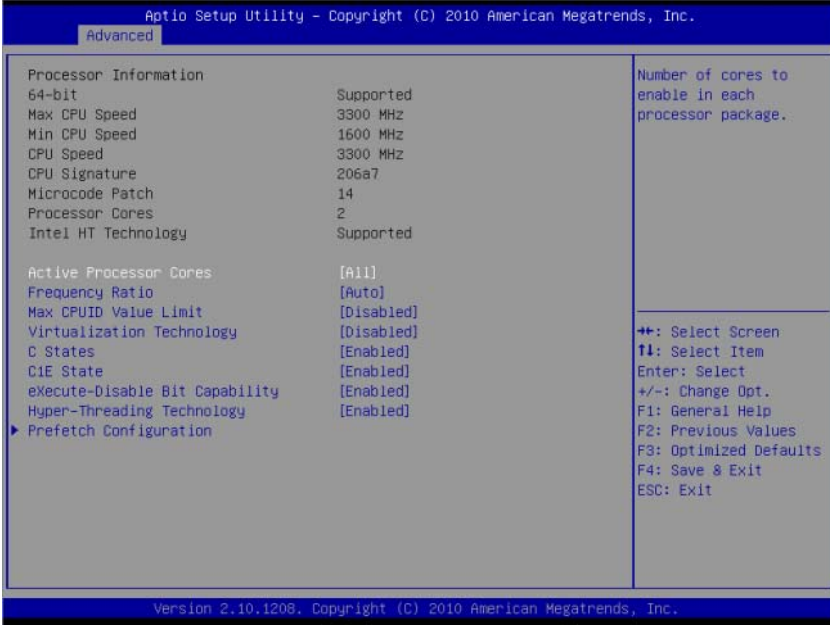 Aptio Setup Utility – Copyright (C) 2010 American Megatrends, Inc.
Advanced
Processor Information
64-bit Supported
Max CPU Speed 3300 MHz
Min CPU Speed 1600 MHz
CPU Speed 3300 MHz
CPU Signature 206a7
Microcode Patch 14
Processor Cores 2
Intel HT Technology Supported
Active Processor Cores [All]
Frequency Ratio [Auto]
Max CPUID Value Limit [Disabled]
Virtualization Technology [Disabled]
C States [Enabled]
C1E State [Enabled]
eXecute-Disable Bit Capability [Enabled]
Hyper-Threading Technology [Enabled]
Prefetch Configuration
Number of cores to
enable in each
processor package.
→←: Select Screen
↑↓: Select Item
Enter: Select
+/-: Change Opt.
F1: General Help
F2: Previous Values
F3: Optimized Defaults
F4: Save & Exit
ESC: Exit
Version 2.10.1208. Copyright (C) 2010 American Megatrends, Inc.